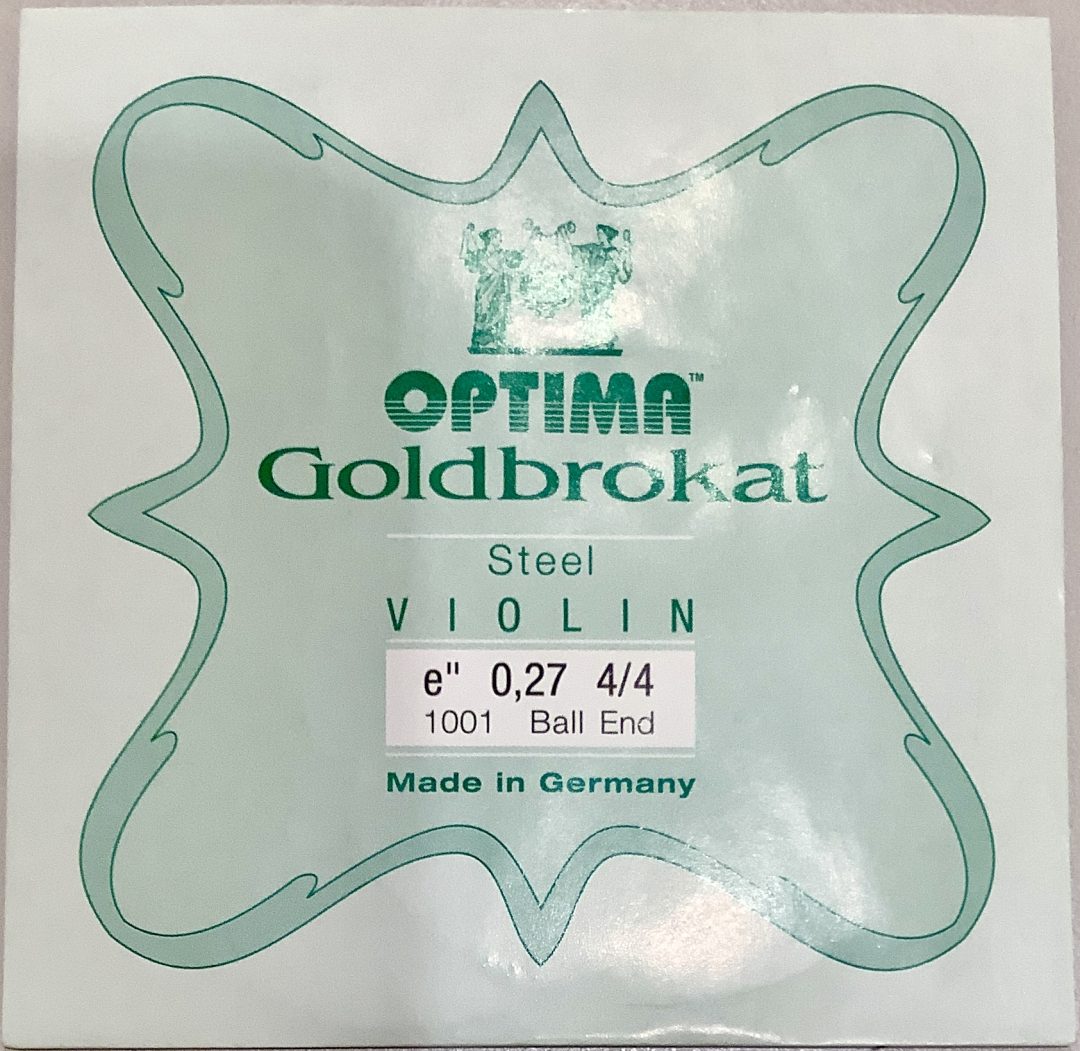 OPTIMA™
Goldbrokat
Steel
VIOLIN
e" 0,27 4/4
1001 Ball End
Made in Germany